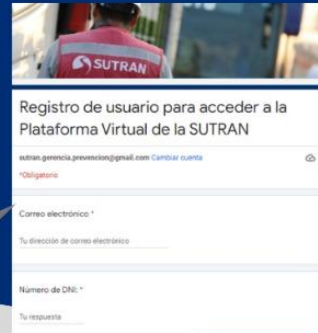 SUTRAN
Registro de usuario para acceder a la
Plataforma Virtual de la SUTRAN
sutran.gerencia.prevencion@gmail.com Cambiar cuenta
*Obligatorio
Correo electrónico *
Tu dirección de correo electrónico
Número de DNI: *
Tu respuesta